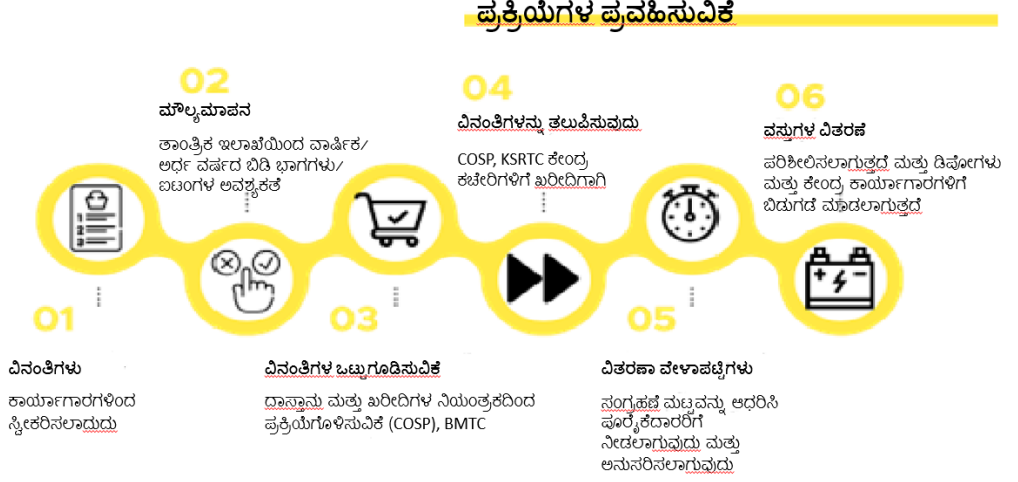 ಪ್ರಕ್ರಿಯೆಗಳ ಪ್ರವಹಿಸುವಿಕೆ
01
ವಿನಂತಿಗಳು
ಕಾರ್ಯಾಗಾರಗಳಿಂದ
ಸ್ವೀಕರಿಸಲಾದುದು
02
ಮೌಲ್ಯಮಾಪನ
ತಾಂತ್ರಿಕ ಇಲಾಖೆಯಿಂದ ವಾರ್ಷಿಕ/
ಅರ್ಧ ವರ್ಷದ ಬಿಡಿ ಭಾಗಗಳು/
ಐಟಂಗಳ ಅವಶ್ಯಕತೆ
03
ವಿನಂತಿಗಳ ಒಟ್ಟುಗೂಡಿಸುವಿಕೆ
ದಾಸ್ತಾನು ಮತ್ತು ಖರೀದಿಗಳ ನಿಯಂತ್ರಕದಿಂದ
ಪ್ರಕ್ರಿಯೆಗೊಳಿಸುವಿಕೆ (COSP), BMTC
04
ವಿನಂತಿಗಳನ್ನು ತಲುಪಿಸುವುದು
COSP, KSRTC ಕೇಂದ್ರ
ಕಚೇರಿಗಳಿಗೆ ಖರೀದಿಗಾಗಿ
05
ವಿತರಣಾ ವೇಳಾಪಟ್ಟಿಗಳು
ಸಂಗ್ರಹಣೆ ಮಟ್ಟವನ್ನು ಆಧರಿಸಿ
ಪೂರೈಕೆದಾರರಿಗೆ
ನೀಡಲಾಗುವುದು ಮತ್ತು
ಅನುಸರಿಸಲಾಗುವುದು
06
ವಸ್ತುಗಳ ವಿತರಣೆ
ಪರಿಶೀಲಿಸಲಾಗುತ್ತದೆ ಮತ್ತು ಡಿಪೋಗಳು
ಮತ್ತು ಕೇಂದ್ರ ಕಾರ್ಯಾಗಾರಗಳಿಗೆ
ಬಿಡುಗಡೆ ಮಾಡಲಾಗುತ್ತದೆ